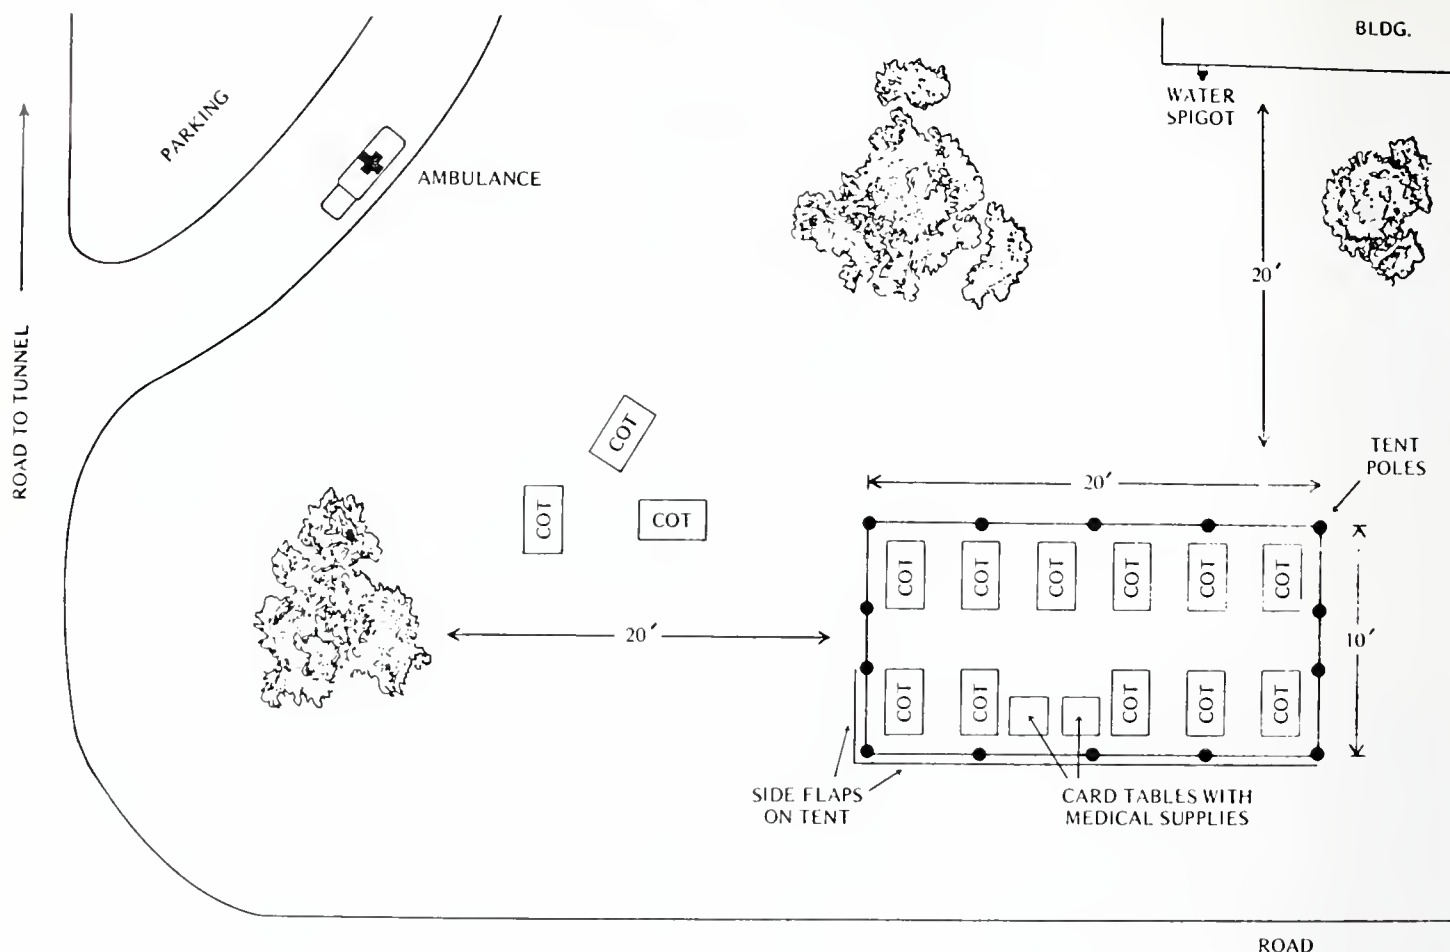 BLDG.
WATER
SPIGOT
PARKING
AMBULANCE
20′
ROAD TO TUNNEL
TENT
POLES
COT
20′
COT
COT
COT
COT
COT
COT
COT
COT
20′
10′
COT
COT
COT
COT
COT
SIDE FLAPS
ON TENT
CARD TABLES WITH
MEDICAL SUPPLIES
ROAD